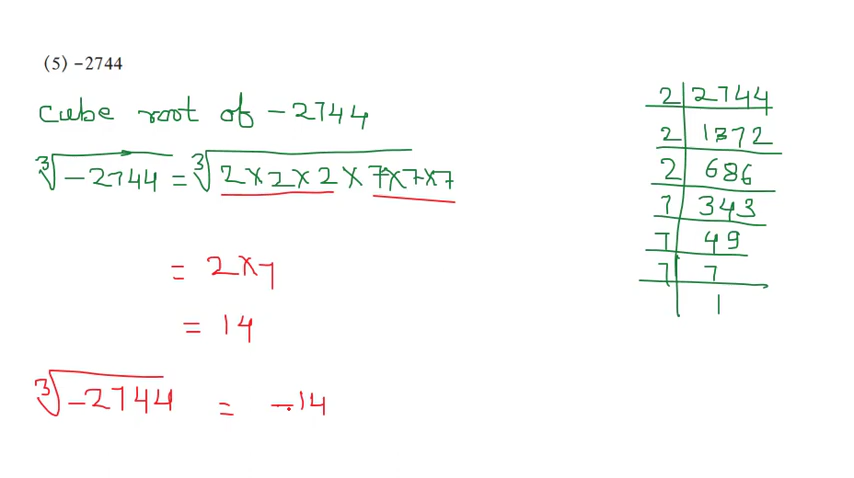 (5) -2744
cube root of -2744
∛-2744 = ∛2×2×2×7×7×7
= 2×7
= 14
∛-2744 = -14
2 | 2744
2 | 1372
2 | 686
7 | 343
7 | 49
7 | 7
| 1